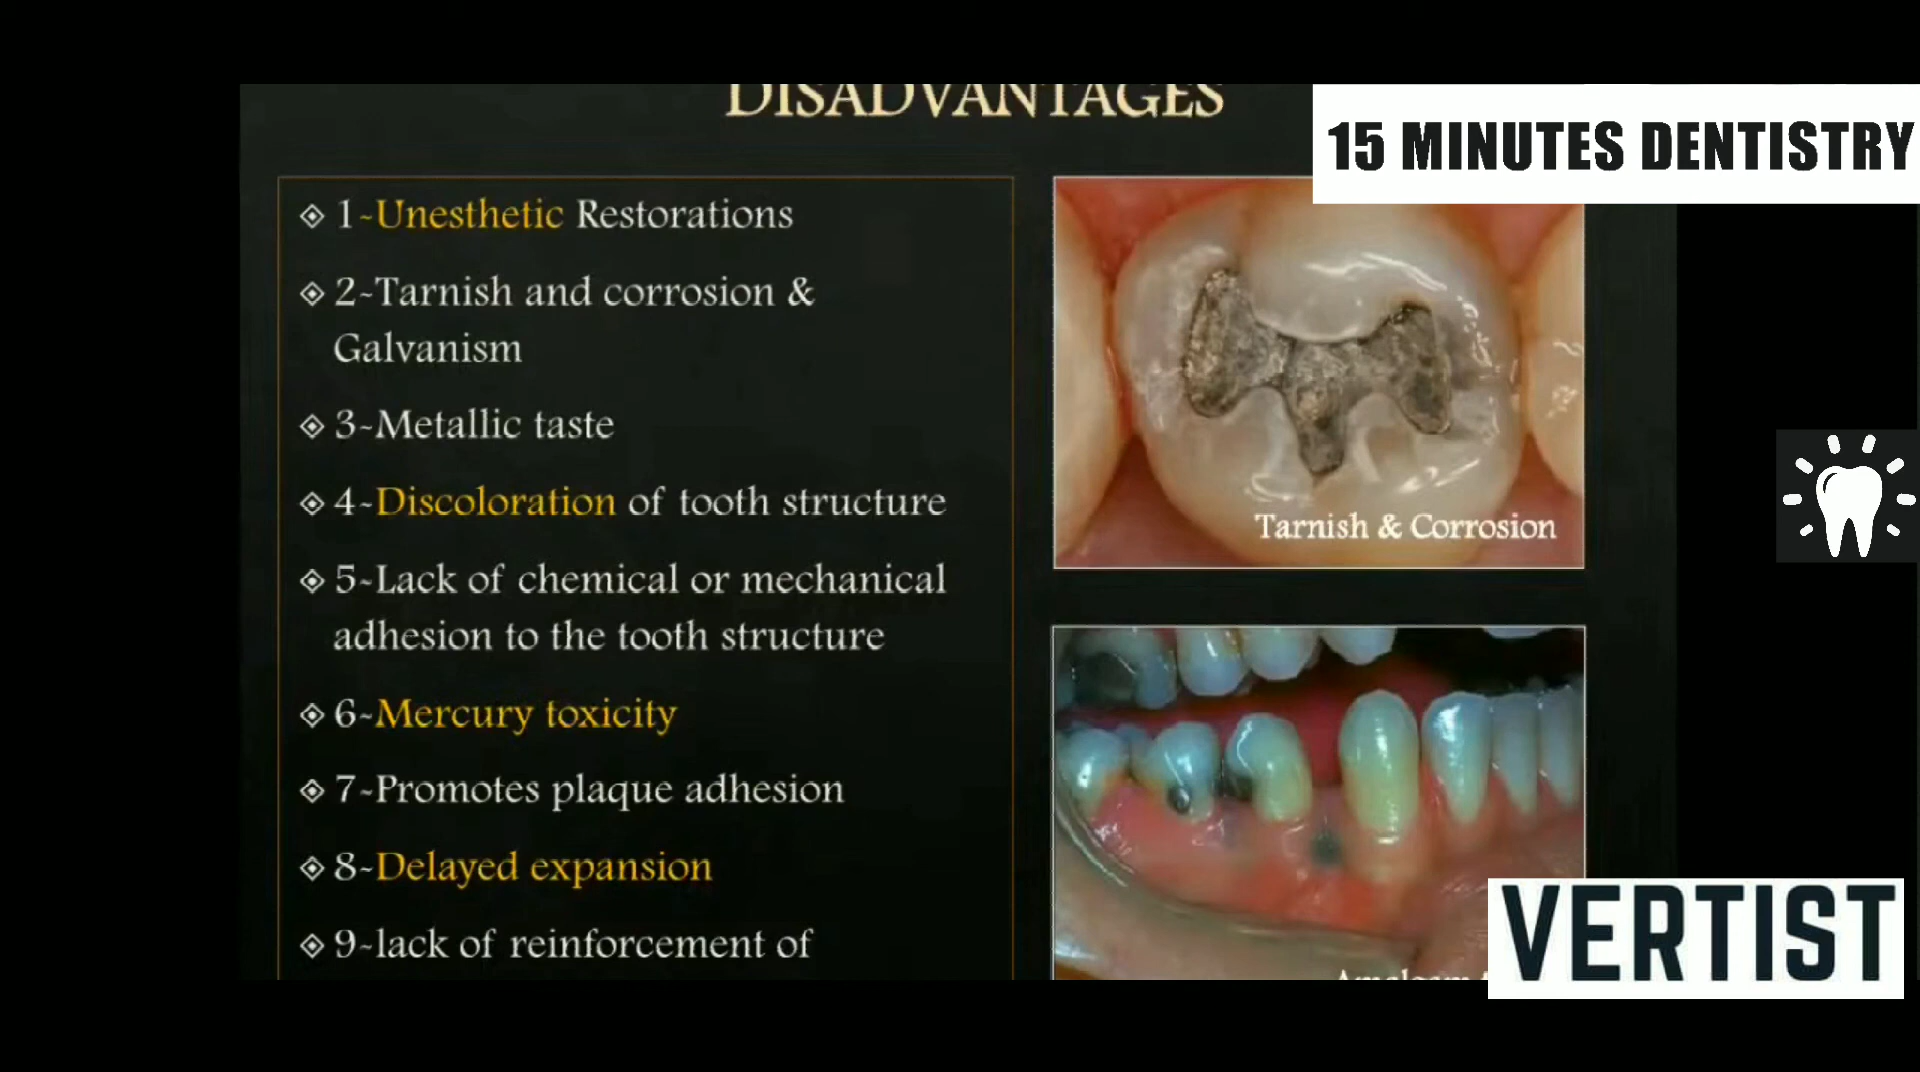 DISADVANTAGES
15 MINUTES DENTISTRY
1-Unesthetic Restorations
2-Tarnish and corrosion &
Galvanism
3-Metallic taste
4-Discoloration of tooth structure
5-Lack of chemical or mechanical
adhesion to the tooth structure
6-Mercury toxicity
7-Promotes plaque adhesion
8-Delayed expansion
9-lack of reinforcement of
Tarnish & Corrosion
Amalgam
VERTIST